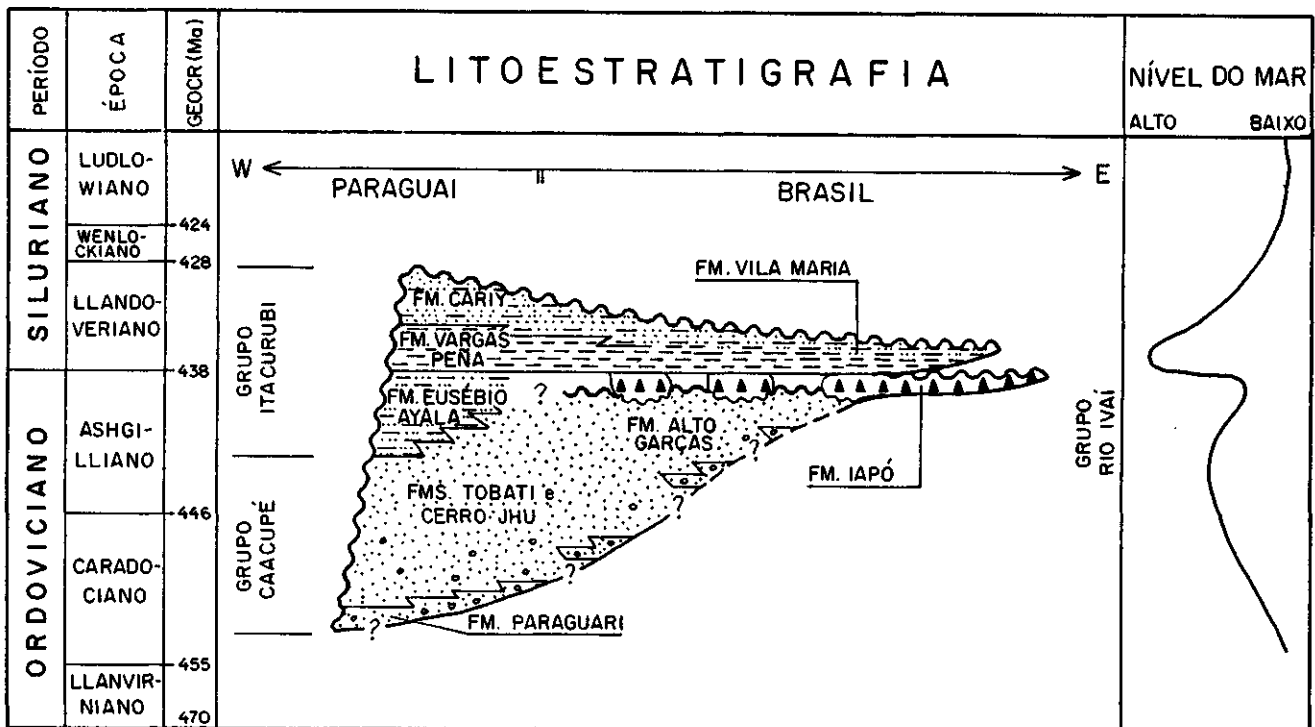 PERÍODO
ÉPOCA
GEOCR(Ma)
LITOESTRATIGRAFIA
NÍVEL DO MAR
ALTO BAIXO
SILURIANO
ORDOVICIANO
LUDLO-
WIANO
WENLO-
CKIANO
LLANDO-
VERIANO
ASHGI-
LLIANO
CARADO-
CIANO
LLANVIR-
NIANO
424
428
438
446
455
470
W E
PARAGUAI BRASIL
GRUPO
ITACURUBI
GRUPO
CAACUPÉ
FM. VILA MARIA
FM. CARIY
FM. VARGAS
PEÑA
FM. EUSÉBIO
AYALA
?
FM. ALTO
GARÇAS
?
FM. IAPÓ
FMS. TOBATI e
CERRO JHU
?
?
?
FM. PARAGUARI
GRUPO
RIO IVAÍ